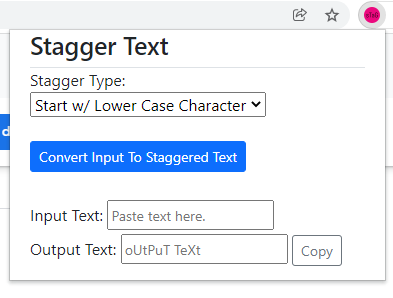 Stagger Text
Stagger Type:
Start w/ Lower Case Character
Convert Input To Staggered Text
Input Text: Paste text here.
Output Text: oUtPuT TeXt Copy